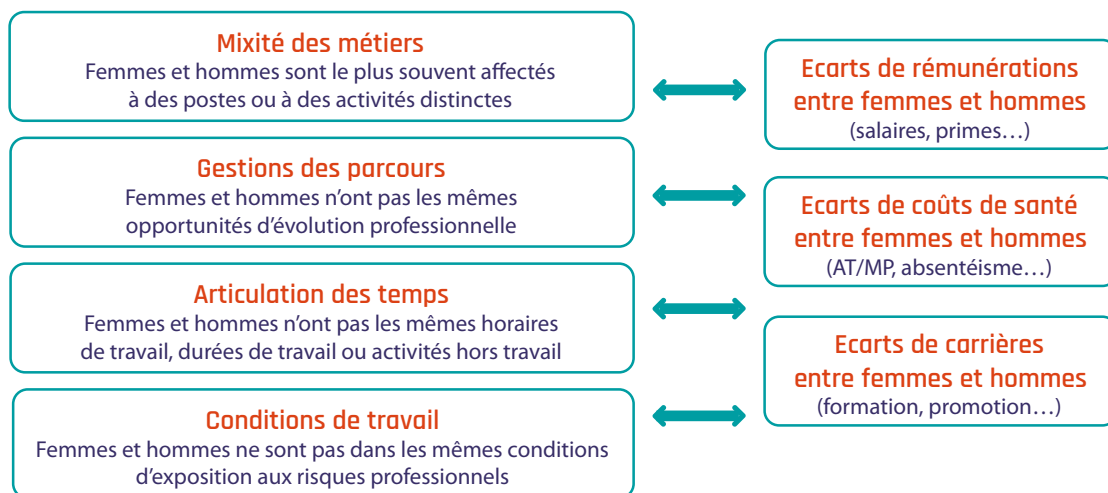 Mixité des métiers
Femmes et hommes sont le plus souvent affectés
à des postes ou à des activités distinctes
Gestions des parcours
Femmes et hommes n'ont pas les mêmes
opportunités d'évolution professionnelle
Articulation des temps
Femmes et hommes n'ont pas les mêmes horaires
de travail, durées de travail ou activités hors travail
Conditions de travail
Femmes et hommes ne sont pas dans les mêmes conditions
d'exposition aux risques professionnels
Ecarts de rémunérations
entre femmes et hommes
(salaires, primes…)
Ecarts de coûts de santé
entre femmes et hommes
(AT/MP, absentéisme…)
Ecarts de carrières
entre femmes et hommes
(formation, promotion…)